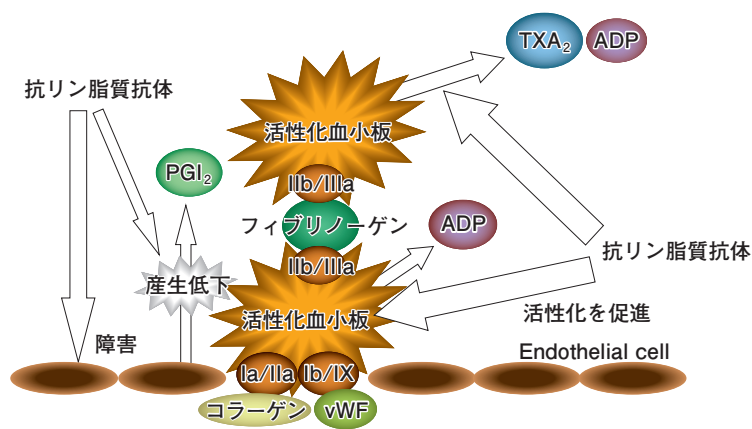 TXA₂
ADP
抗リン脂質抗体
活性化血小板
PGI₂
IIb/IIIa
フィブリノーゲン
ADP
IIb/IIIa
抗リン脂質抗体
産生低下
活性化血小板
活性化を促進
障害
Endothelial cell
Ia/IIa
Ib/IX
コラーゲン
vWF